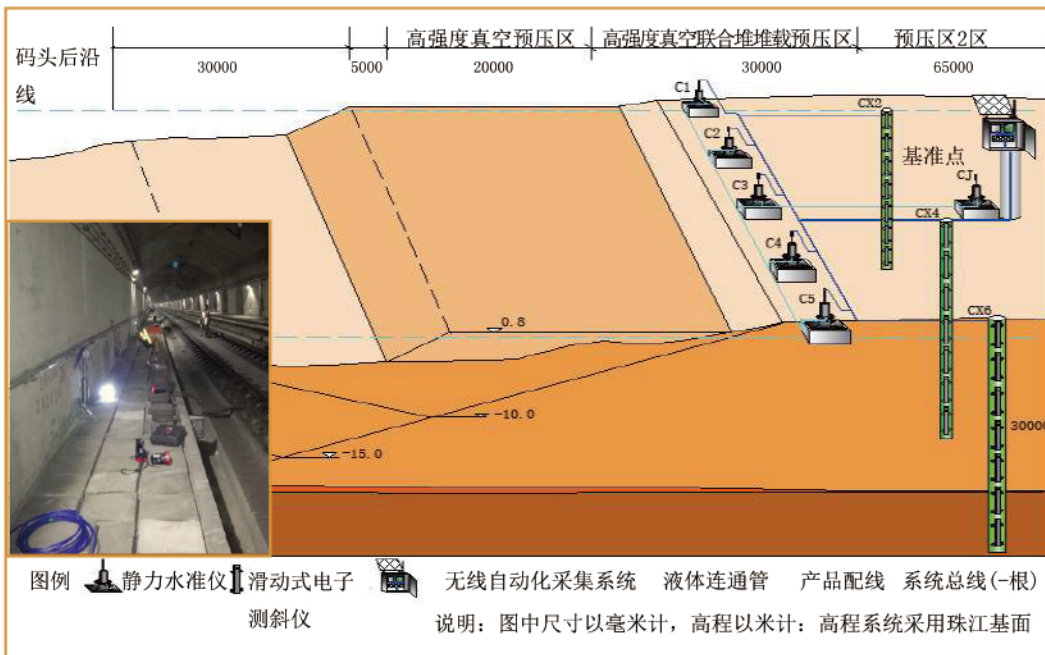 码头后沿线
高强度真空预压区
高强度真空联合堆堆载预压区
预压区2区
30000
5000
20000
30000
65000
C1
CX2
C2
基准点
C3
CJ
CX4
C4
C5
CX6
0.8
-10.0
30000
-15.0
图例
静力水准仪
滑动式电子测斜仪
无线自动化采集系统
液体连通管
产品配线
系统总线(-根)
说明：图中尺寸以毫米计，高程以米计：高程系统采用珠江基面